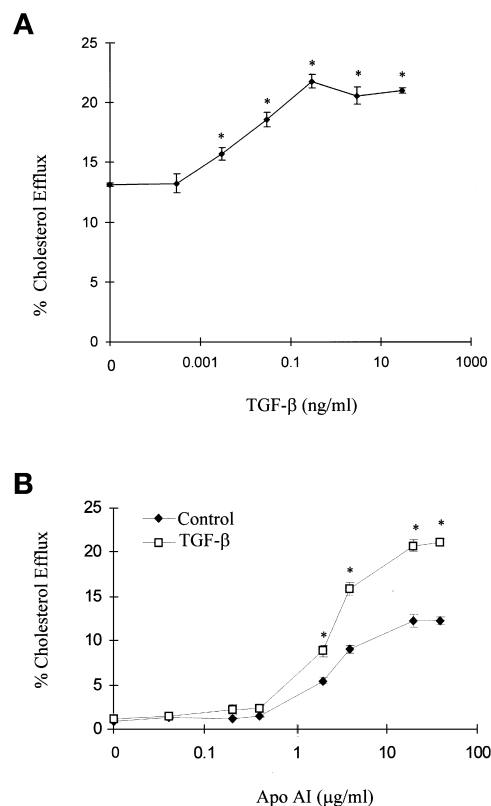 A
25
20
15
10
5
0
% Cholesterol Efflux
* * * * *
0 0.001 0.1 10 1000
TGF-β (ng/ml)
B
25
20
15
10
5
0
% Cholesterol Efflux
Control
TGF-β
* * * *
0 0.1 1 10 100
Apo AI (μg/ml)